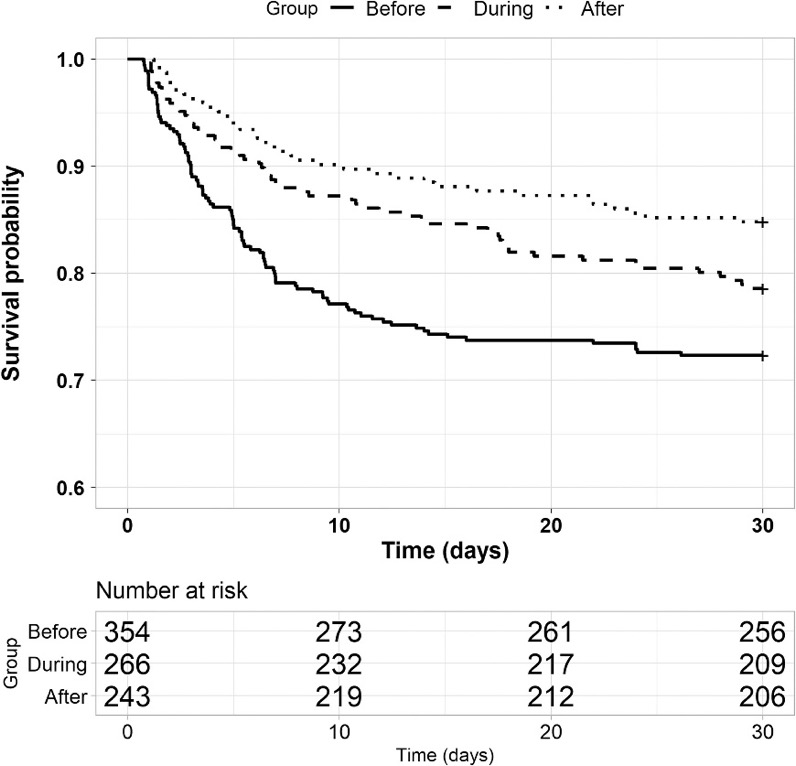 Group Before During After
1.0
0.9
0.8
0.7
0.6
Survival probability
0 10 20 30
Time (days)
Number at risk
Group
Before 354 273 261 256
During 266 232 217 209
After 243 219 212 206
0 10 20 30
Time (days)